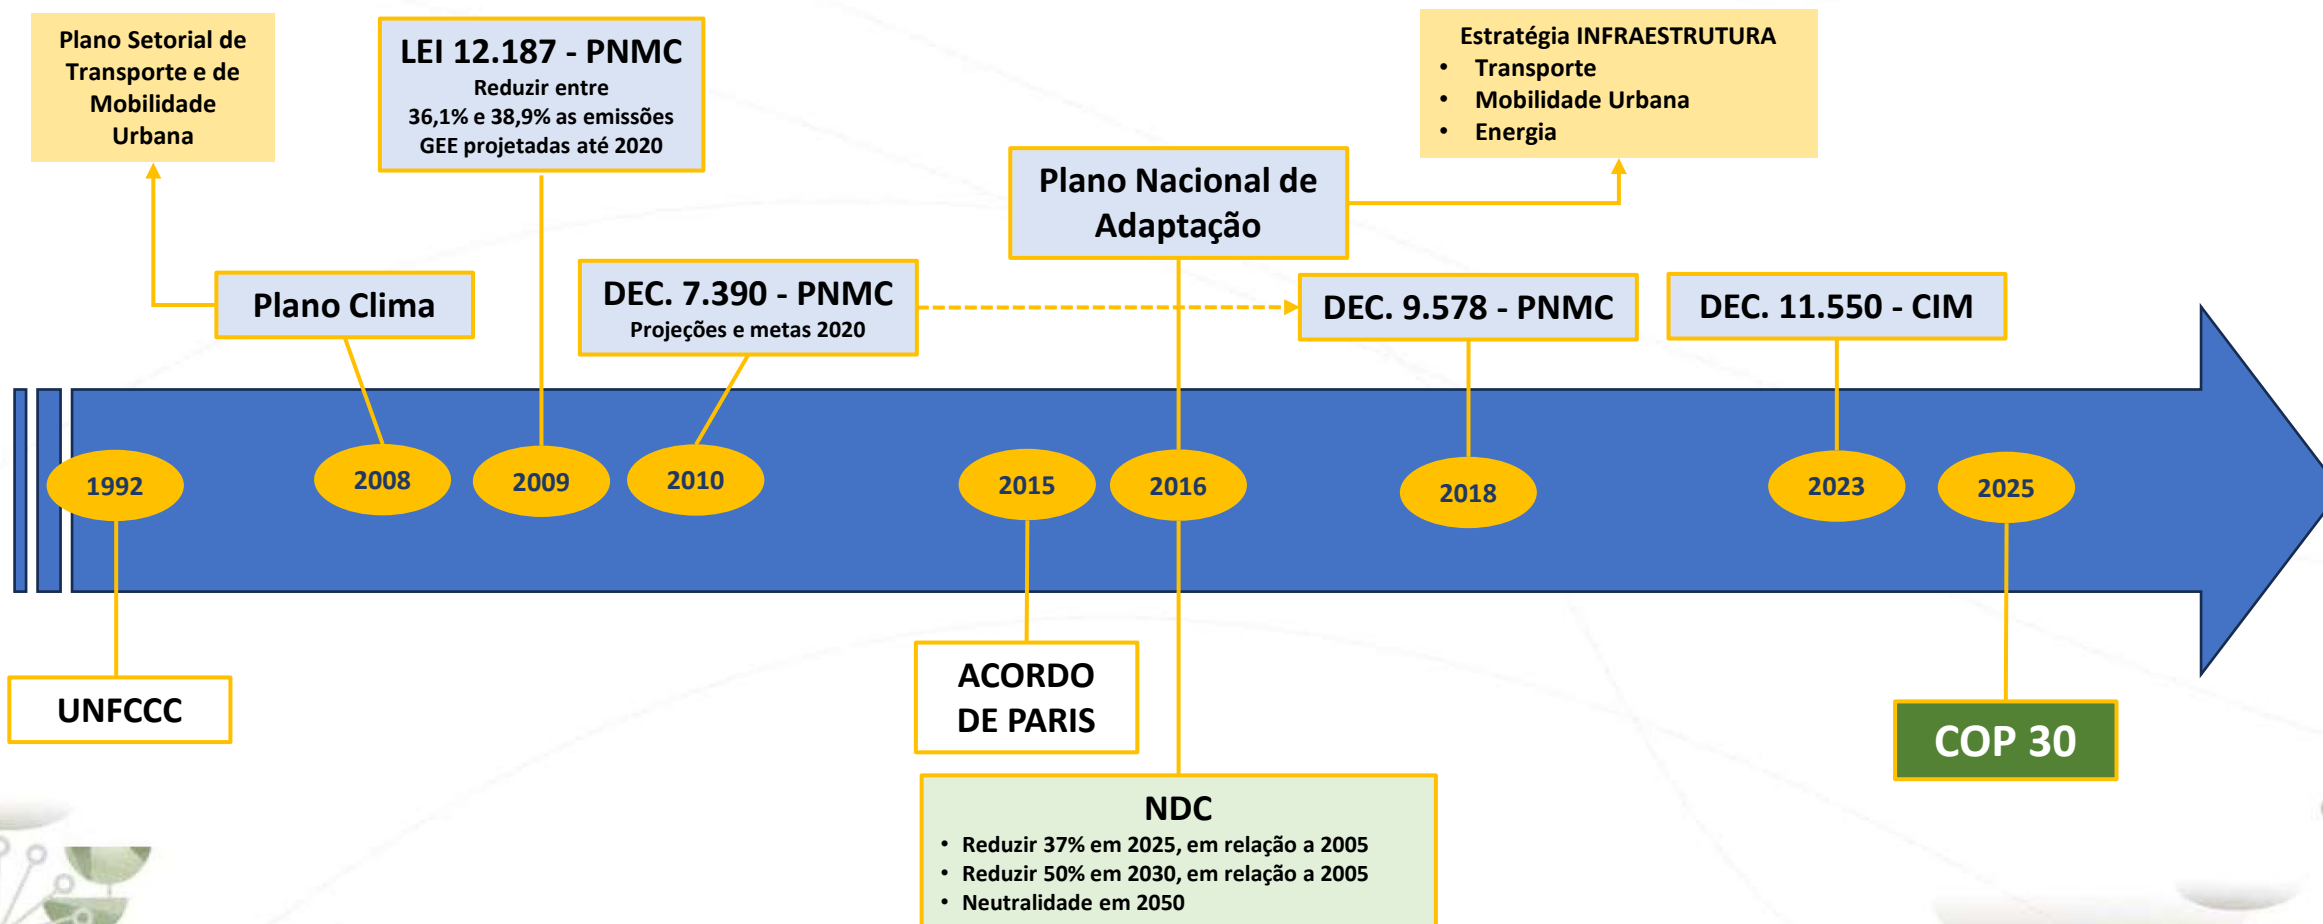 Plano Setorial de
Transporte e de
Mobilidade
Urbana
LEI 12.187 - PNMC
Reduzir entre
36,1% e 38,9% as emissões
GEE projetadas até 2020
Estratégia INFRAESTRUTURA
• Transporte
• Mobilidade Urbana
• Energia
Plano Nacional de
Adaptação
Plano Clima
DEC. 7.390 - PNMC
Projeções e metas 2020
DEC. 9.578 - PNMC
DEC. 11.550 - CIM
1992
2008
2009
2010
2015
2016
2018
2023
2025
UNFCCC
ACORDO
DE PARIS
COP 30
NDC
• Reduzir 37% em 2025, em relação a 2005
• Reduzir 50% em 2030, em relação a 2005
• Neutralidade em 2050